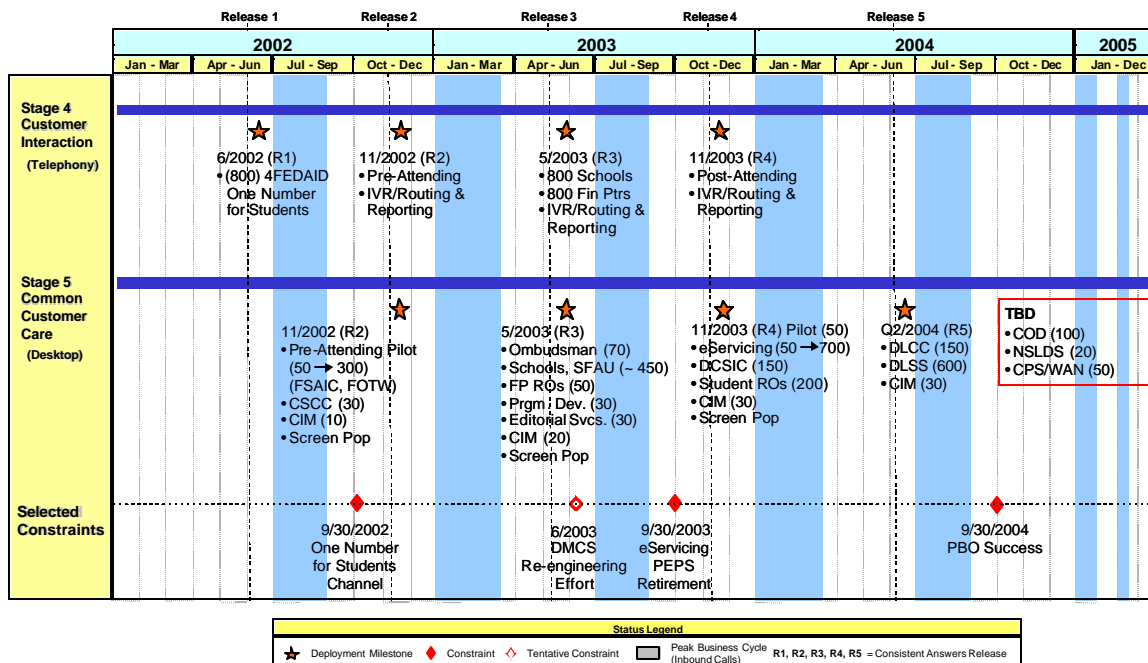 Release 1 Release 2 Release 3 Release 4 Release 5
2002 2003 2004 2005
Jan - Mar Apr - Jun Jul - Sep Oct - Dec Jan - Mar Apr - Jun Jul - Sep Oct - Dec Jan - Mar Apr - Jun Jul - Sep Oct - Dec Jan - Dec
Stage 4
Customer
Interaction
(Telephony)
6/2002 (R1)
• (800) 4FEDAID
One Number
for Students
11/2002 (R2)
• Pre-Attending
• IVR/Routing &
Reporting
5/2003 (R3)
• 800 Schools
• 800 Fin Ptrs
• IVR/Routing &
Reporting
11/2003 (R4)
• Post-Attending
• IVR/Routing &
Reporting
Stage 5
Common
Customer
Care
(Desktop)
11/2002 (R2)
• Pre-Attending Pilot
(50 → 300)
(FSAIC, FOTW)
• CSCC (30)
• CIM (10)
• Screen Pop
5/2003 (R3)
• Ombudsman (70)
• Schools, SFAU (~ 450)
• FP ROs (50)
• Prgm. Dev. (30)
• Editorial Svcs. (30)
• CIM (20)
• Screen Pop
11/2003 (R4) Pilot (50)
• eServicing (50 → 700)
• DCSIC (150)
• Student ROs (200)
• CIM (30)
• Screen Pop
Q2/2004 (R5)
• DLCC (150)
• DLSS (600)
• CIM (30)
TBD
• COD (100)
• NSLDS (20)
• CPS/WAN (50)
Selected
Constraints
9/30/2002
One Number
for Students
Channel
6/2003
DMCS
Re-engineering
Effort
9/30/2003
eServicing
PEPS
Retirement
9/30/2004
PBO Success
Status Legend
Deployment Milestone Constraint Tentative Constraint Peak Business Cycle
(Inbound Calls) R1, R2, R3, R4, R5 = Consistent Answers Release